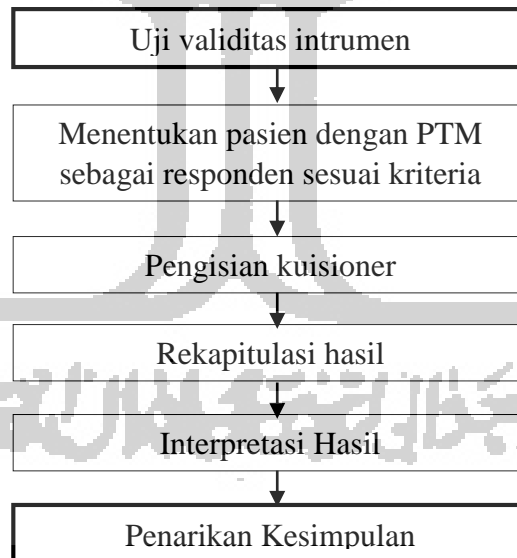 Uji validitas intrumen
Menentukan pasien dengan PTM
sebagai responden sesuai kriteria
Pengisian kuisioner
Rekapitulasi hasil
Interpretasi Hasil
Penarikan Kesimpulan